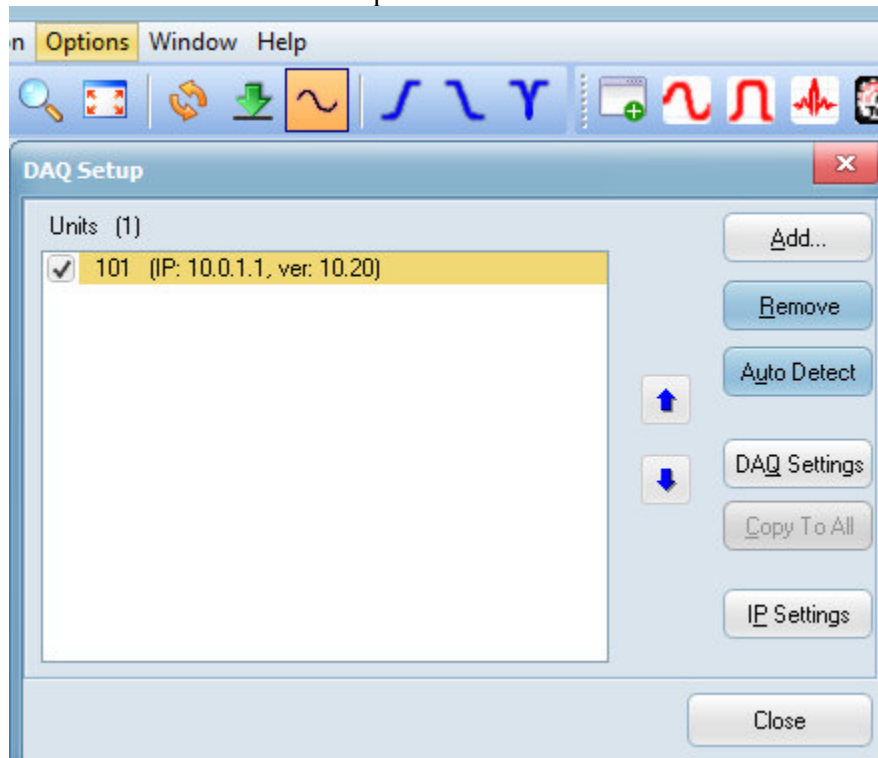 n Options Window Help
DAQ Setup
Units (1)
101 (IP: 10.0.1.1, ver: 10.20)
Add...
Remove
Auto Detect
DAQ Settings
Copy To All
IP Settings
Close